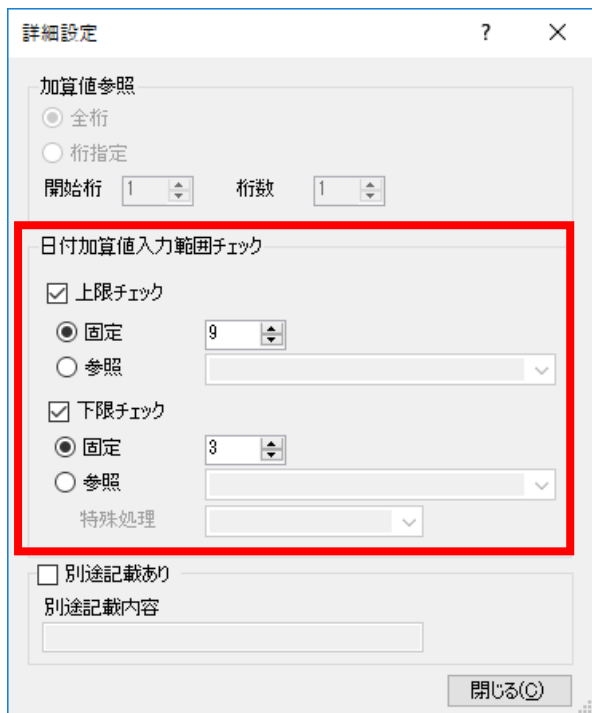 詳細設定 ?
加算値参照
全桁
桁指定
開始桁 1 桁数 1
日付加算値入力範囲チェック
上限チェック
固定 9
参照
下限チェック
固定 3
参照
特殊処理
別途記載あり
別途記載内容
閉じる(C)